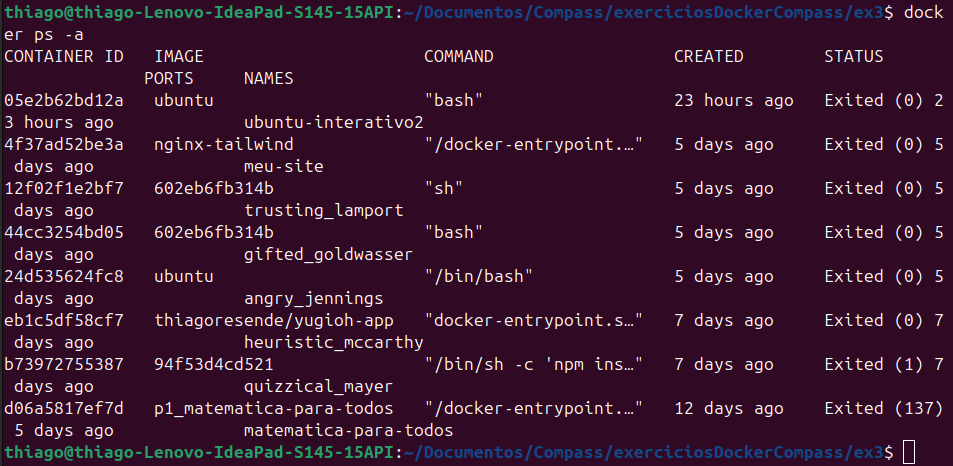 thiago@thiago-Lenovo-IdeaPad-S145-15API:~/Documentos/Compass/exerciciosDockerCompass/ex3$ dock
er ps -a
CONTAINER ID   IMAGE                      COMMAND                  CREATED        STATUS
              PORTS     NAMES
05e2b62bd12a   ubuntu                     "bash"                   23 hours ago   Exited (0) 2
3 hours ago             ubuntu-interativo2
4f37ad52be3a   nginx-tailwind             "/docker-entrypoint.…"   5 days ago     Exited (0) 5
 days ago               meu-site
12f02f1e2bf7   602eb6fb314b               "sh"                     5 days ago     Exited (0) 5
 days ago               trusting_lamport
44cc3254bd05   602eb6fb314b               "bash"                   5 days ago     Exited (0) 5
 days ago               gifted_goldwasser
24d535624fc8   ubuntu                     "/bin/bash"              5 days ago     Exited (0) 5
 days ago               angry_jennings
eb1c5df58cf7   thiagoresende/yugioh-app   "docker-entrypoint.s…"   7 days ago     Exited (0) 7
 days ago               heuristic_mccarthy
b73972755387   94f53d4cd521               "/bin/sh -c 'npm ins…"   7 days ago     Exited (1) 7
 days ago               quizzical_mayer
d06a5817ef7d   p1_matematica-para-todos   "/docker-entrypoint.…"   12 days ago    Exited (137)
 5 days ago             matematica-para-todos
thiago@thiago-Lenovo-IdeaPad-S145-15API:~/Documentos/Compass/exerciciosDockerCompass/ex3$